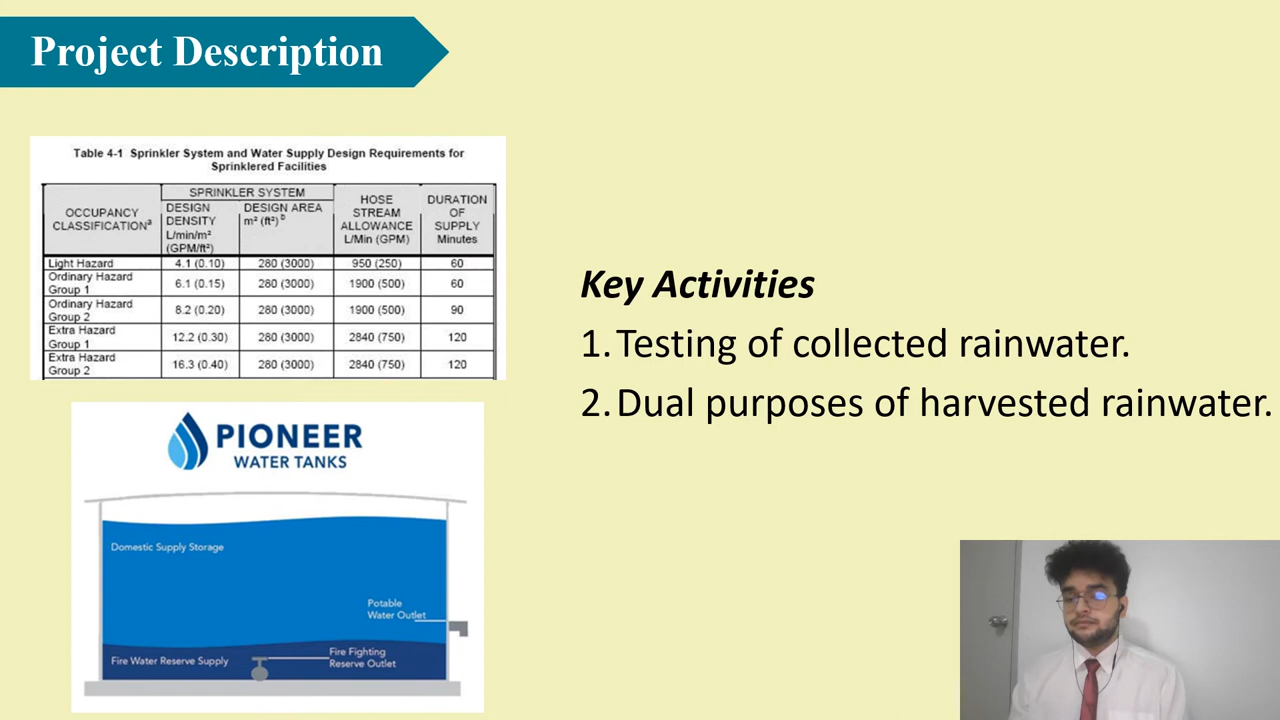 Project Description
Table 4-1 Sprinkler System and Water Supply Design Requirements for
Sprinklered Facilities
OCCUPANCY
CLASSIFICATIONª
SPRINKLER SYSTEM
DESIGN
DENSITY
L/min/m²
(GPM/ft²)
DESIGN AREA
m² (ft²)ᵇ
HOSE
STREAM
ALLOWANCE
L/Min (GPM)
DURATION
OF
SUPPLY
Minutes
Light Hazard 4.1 (0.10) 280 (3000) 950 (250) 60
Ordinary Hazard
Group 1 6.1 (0.15) 280 (3000) 1900 (500) 60
Ordinary Hazard
Group 2 8.2 (0.20) 280 (3000) 1900 (500) 90
Extra Hazard
Group 1 12.2 (0.30) 280 (3000) 2840 (750) 120
Extra Hazard
Group 2 16.3 (0.40) 280 (3000) 2840 (750) 120
PIONEER
WATER TANKS
Domestic Supply Storage
Potable
Water Outlet
Fire Water Reserve Supply
Fire Fighting
Reserve Outlet
Key Activities
1. Testing of collected rainwater.
2. Dual purposes of harvested rainwater.